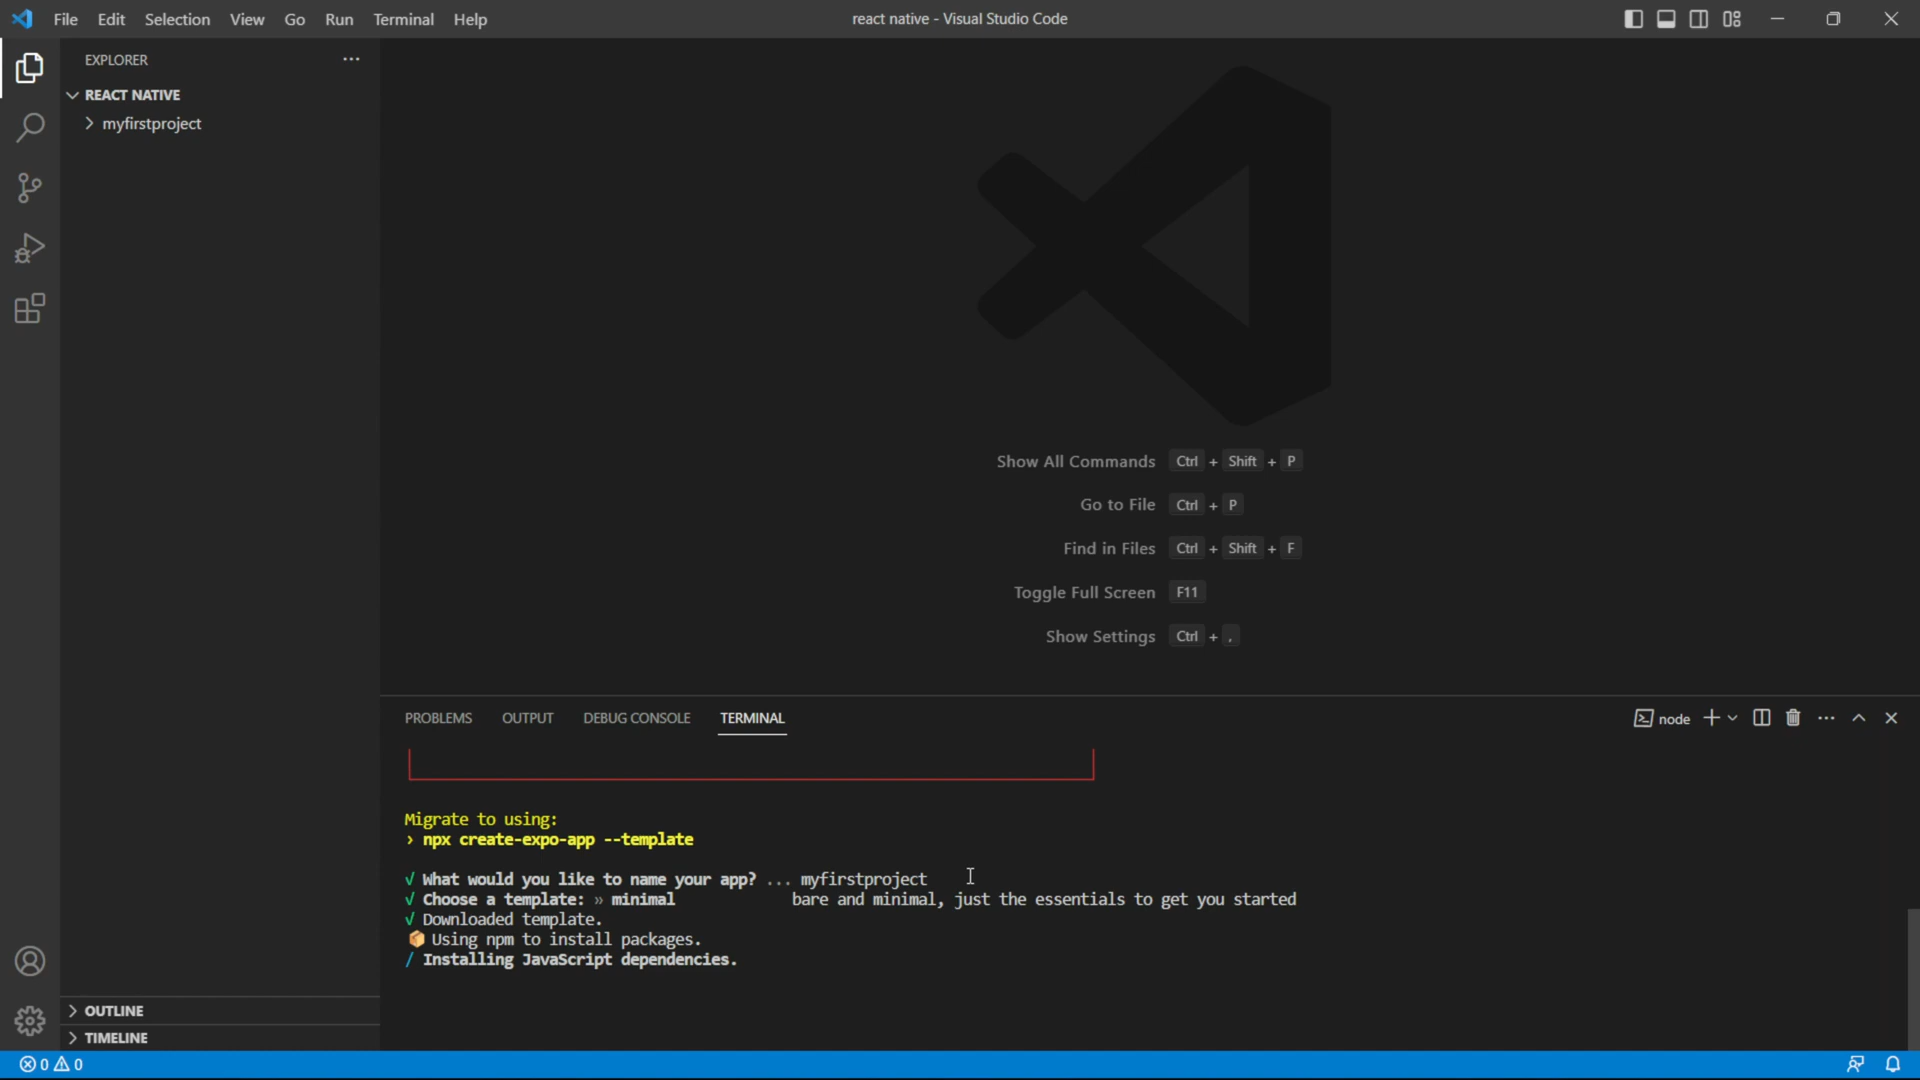 File Edit Selection View Go Run Terminal Help
react native - Visual Studio Code
EXPLORER
REACT NATIVE
myfirstproject
Show All Commands Ctrl + Shift + P
Go to File Ctrl + P
Find in Files Ctrl + Shift + F
Toggle Full Screen F11
Show Settings Ctrl + ,
PROBLEMS OUTPUT DEBUG CONSOLE TERMINAL
node
Migrate to using:
› npx create-expo-app --template
√ What would you like to name your app? ... myfirstproject
√ Choose a template: » minimal bare and minimal, just the essentials to get you started
√ Downloaded template.
📦 Using npm to install packages.
/ Installing JavaScript dependencies.
OUTLINE
TIMELINE
0 0